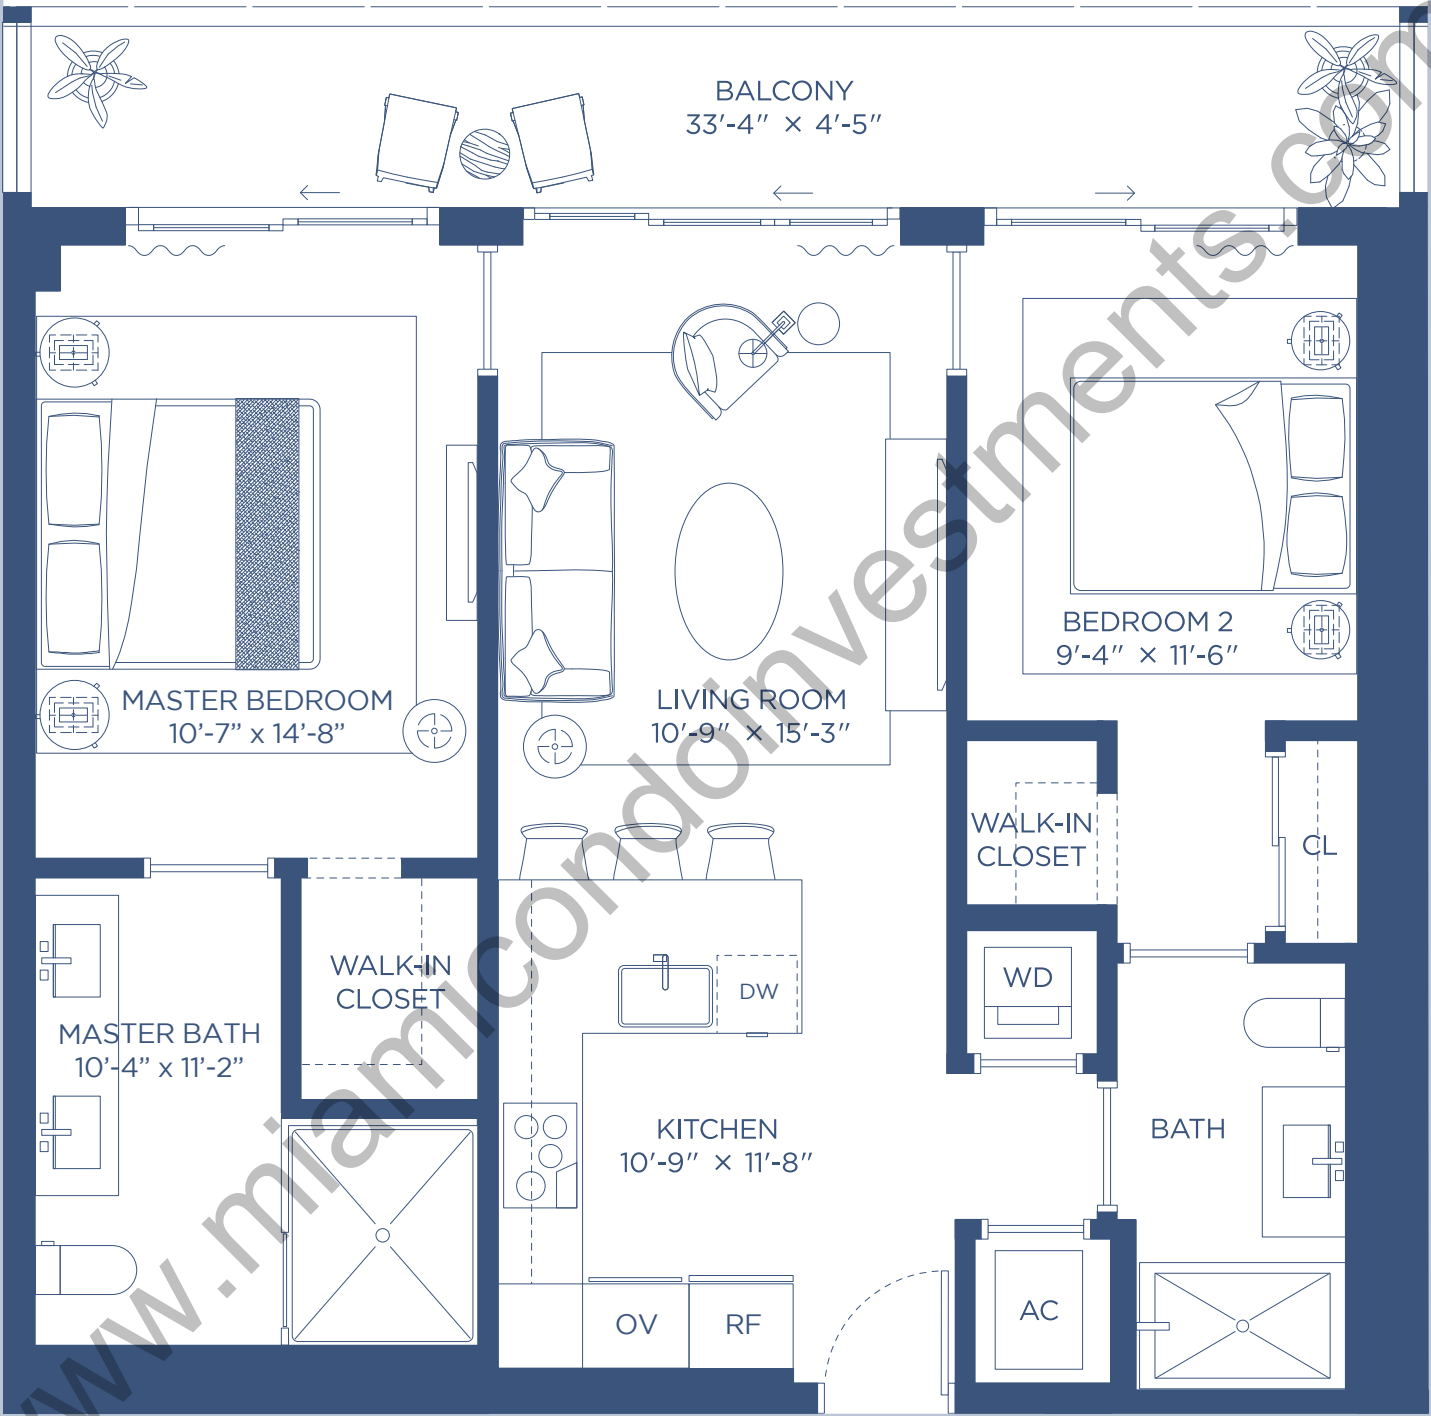 BALCONY
33'-4" × 4'-5"
MASTER BEDROOM
10'-7" x 14'-8"
LIVING ROOM
10'-9" × 15'-3"
BEDROOM 2
9'-4" × 11'-6"
WALK-IN
CLOSET
CL
WALK-IN
CLOSET
WD
DW
MASTER BATH
10'-4" x 11'-2"
KITCHEN
10'-9" × 11'-8"
BATH
OV
RF
AC
www.miamicondoinvestments.com